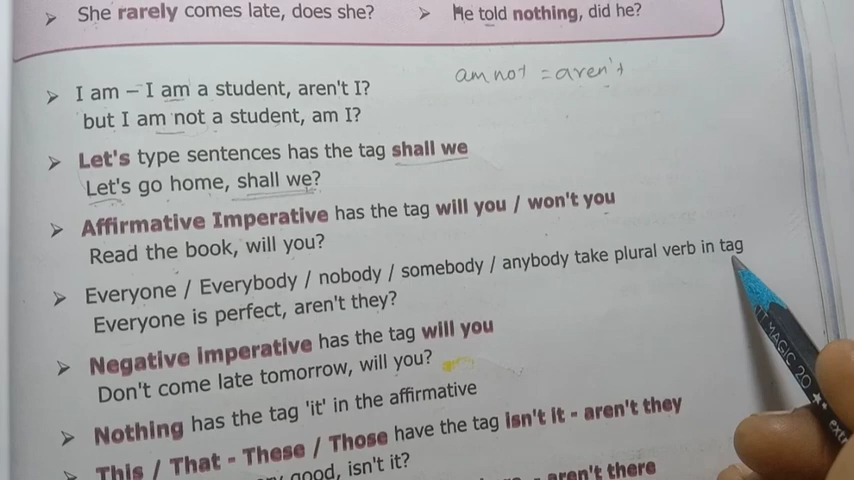 ➤ She rarely comes late, does she? ➤ He told nothing, did he?
➤ I am – I am a student, aren't I? am not = aren't
but I am not a student, am I?
➤ Let's type sentences has the tag shall we
Let's go home, shall we?
➤ Affirmative Imperative has the tag will you / won't you
Read the book, will you?
➤ Everyone / Everybody / nobody / somebody / anybody take plural verb in tag
Everyone is perfect, aren't they?
➤ Negative imperative has the tag will you
Don't come late tomorrow, will you?
➤ Nothing has the tag 'it' in the affirmative
➤ This / That - These / Those have the tag isn't it - aren't they
good, isn't it?
- aren't there
MAGIC 20